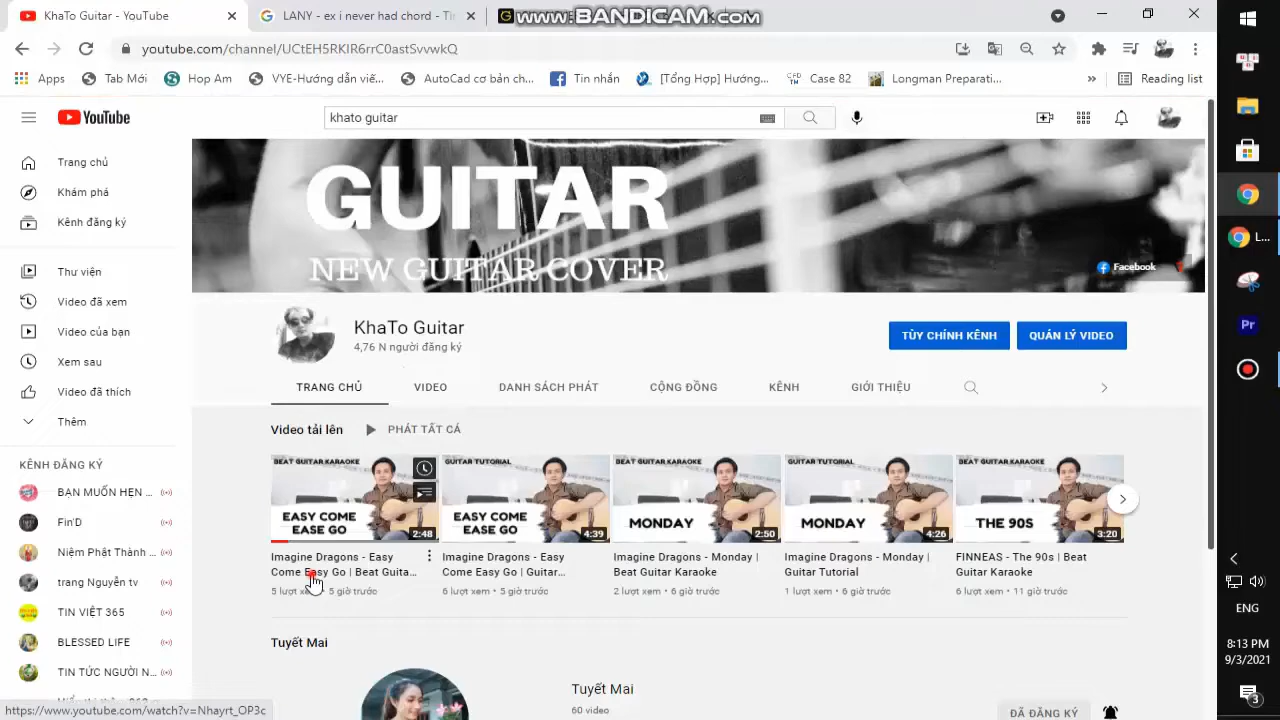 KhaTo Guitar - YouTube
LANY - ex i never had chord - Ti
www.BANDICAM.com
youtube.com/channel/UCtEH5RKIR6rrC0astSvvwkQ
Apps
Tab Mới
Hop Am
VYE-Hướng dẫn viế...
AutoCad cơ bản ch...
Tin nhắn
[Tổng Hợp] Hướng...
Case 82
Longman Preparati...
»
Reading list
YouTube
khato guitar
Trang chủ
Khám phá
Kênh đăng ký
Thư viện
Video đã xem
Video của bạn
Xem sau
Video đã thích
Thêm
KÊNH ĐĂNG KÝ
BẠN MUỐN HẸN ...
Fin'D
Niệm Phật Thành ...
trang Nguyễn tv
TIN VIỆT 365
BLESSED LIFE
TIN TỨC NGƯỜI N...
GUITAR
NEW GUITAR COVER
Facebook
KhaTo Guitar
4,76 N người đăng ký
TÙY CHỈNH KÊNH
QUẢN LÝ VIDEO
TRANG CHỦ
VIDEO
DANH SÁCH PHÁT
CỘNG ĐỒNG
KÊNH
GIỚI THIỆU
Video tải lên
PHÁT TẤT CẢ
BEAT GUITAR KARAOKE
EASY COME
EASE GO
2:48
Imagine Dragons - Easy
Come Easy Go | Beat Guita...
5 lượt xem • 5 giờ trước
GUITAR TUTORIAL
EASY COME
EASE GO
4:39
Imagine Dragons - Easy
Come Easy Go | Guitar...
6 lượt xem • 5 giờ trước
BEAT GUITAR KARAOKE
MONDAY
2:50
Imagine Dragons - Monday |
Beat Guitar Karaoke
2 lượt xem • 6 giờ trước
GUITAR TUTORIAL
MONDAY
4:26
Imagine Dragons - Monday |
Guitar Tutorial
1 lượt xem • 6 giờ trước
BEAT GUITAR KARAOKE
THE 90S
3:20
FINNEAS - The 90s | Beat
Guitar Karaoke
6 lượt xem • 11 giờ trước
Tuyết Mai
Tuyết Mai
60 video
ĐÃ ĐĂNG KÝ
https://www.youtube.com/watch?v=Nhayrt_OP3c
L...
Pr
ENG
8:13 PM
9/3/2021
3